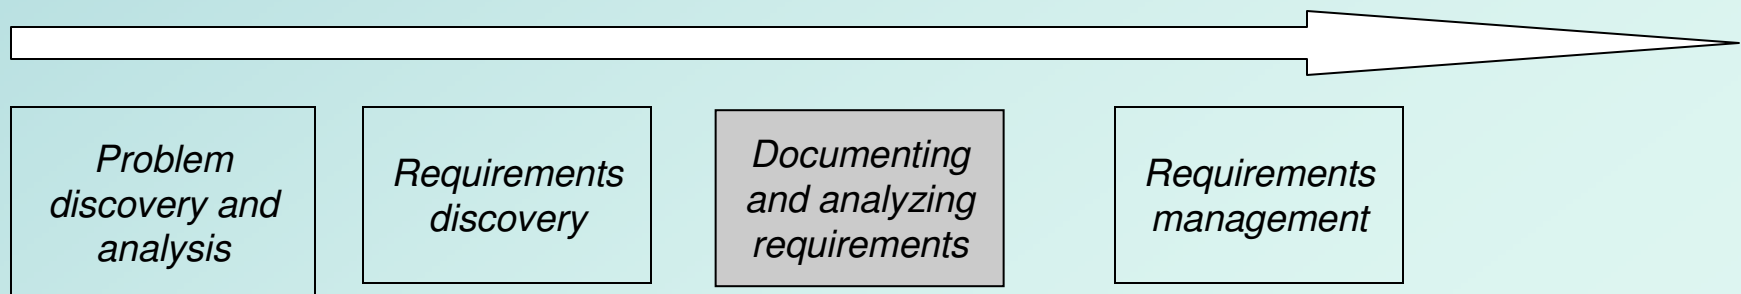 Problem
discovery and
analysis
Requirements
discovery
Documenting
and analyzing
requirements
Requirements
management